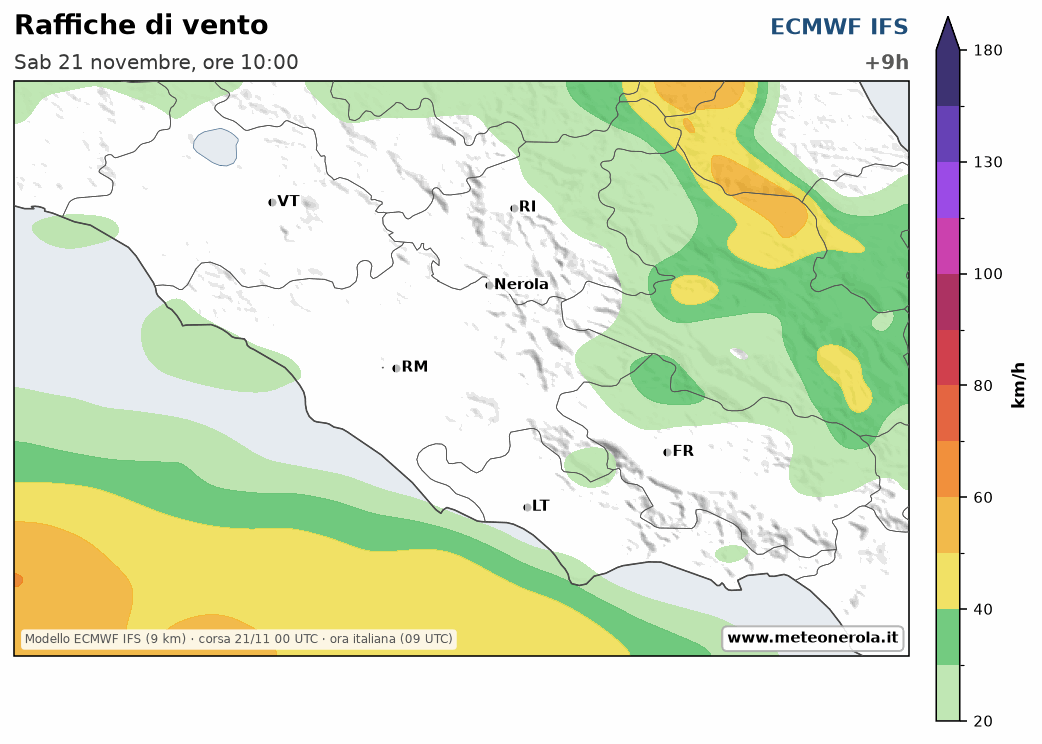 Raffiche di vento
ECMWF IFS
Sab 21 novembre, ore 10:00
+9h
VT
RI
Nerola
RM
FR
LT
Modello ECMWF IFS (9 km) · corsa 21/11 00 UTC · ora italiana (09 UTC)
www.meteonerola.it
180
130
100
80
60
40
20
km/h